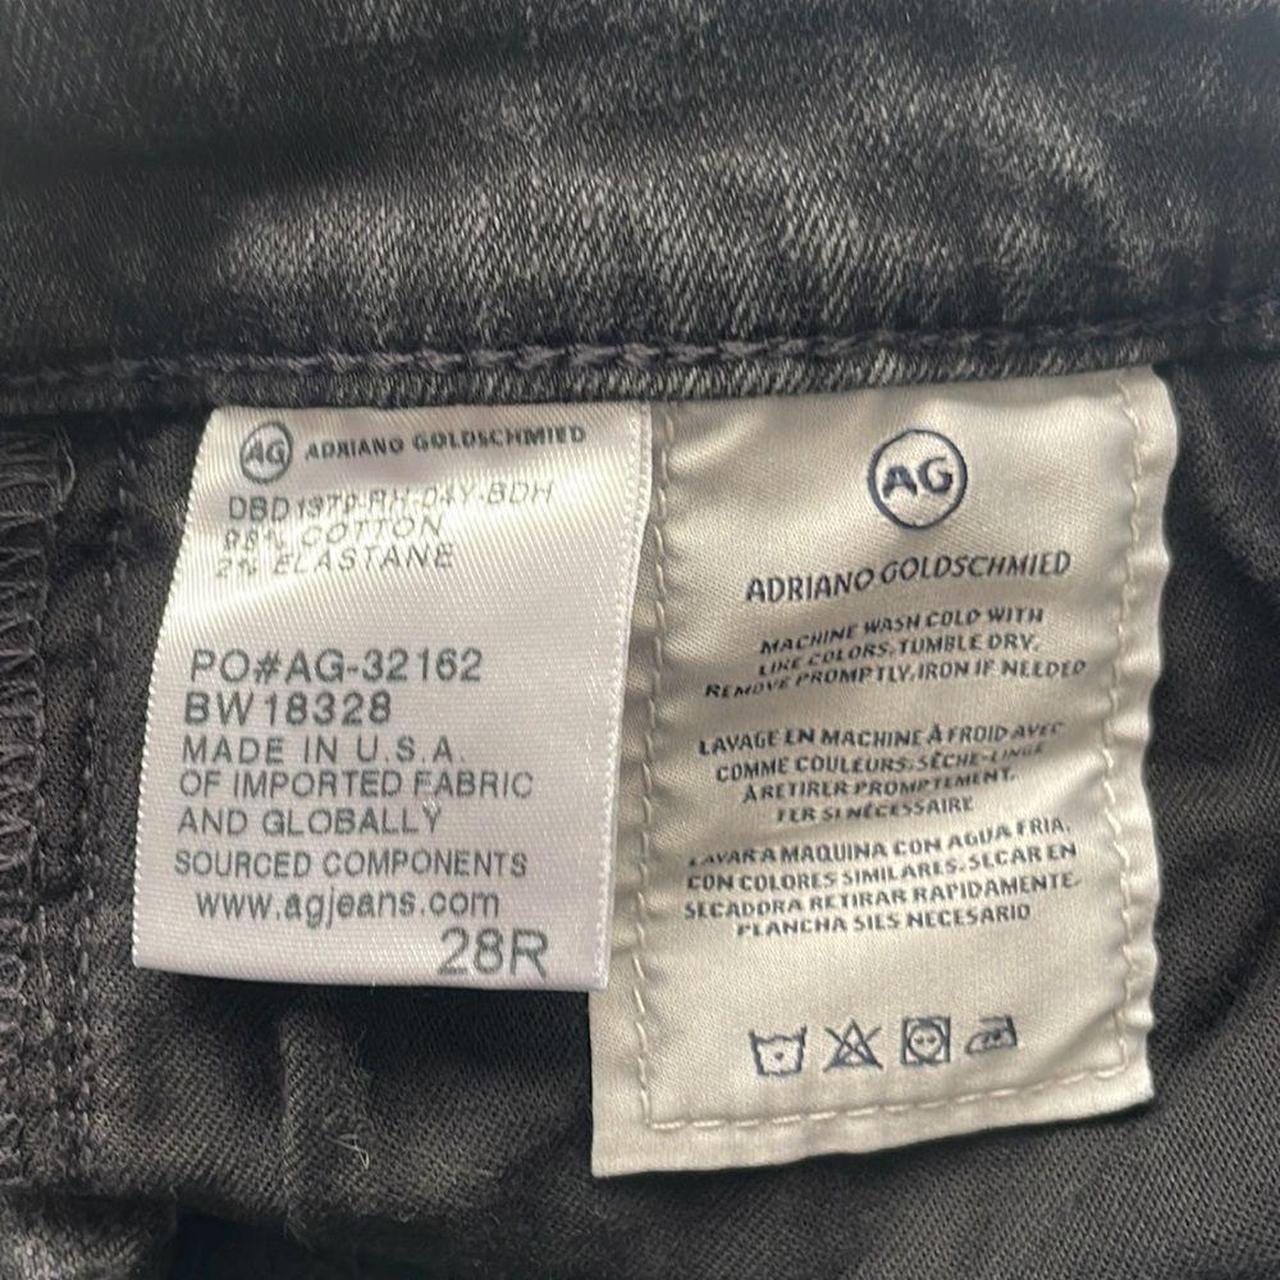 AG ADRIANO GOLDSCHMIED
98% COTTON
2% ELASTANE
PO#AG-32162
BW18328
MADE IN U.S.A.
OF IMPORTED FABRIC
AND GLOBALLY
SOURCED COMPONENTS
www.agjeans.com
28R
AG
ADRIANO GOLDSCHMIED
MACHINE WASH COLD WITH
LIKE COLORS, TUMBLE DRY,
REMOVE PROMPTLY, IRON IF NEEDED
LAVAGE EN MACHINE À FROID AVEC
COMME COULEURS. SÈCHE-LINGE
À RETIRER PROMPTEMENT.
FER SI NÉCESSAIRE
LAVAR A MAQUINA CON AGUA FRIA,
CON COLORES SIMILARES. SECAR EN
SECADORA RETIRAR RAPIDAMENTE.
PLANCHA SI ES NECESARIO